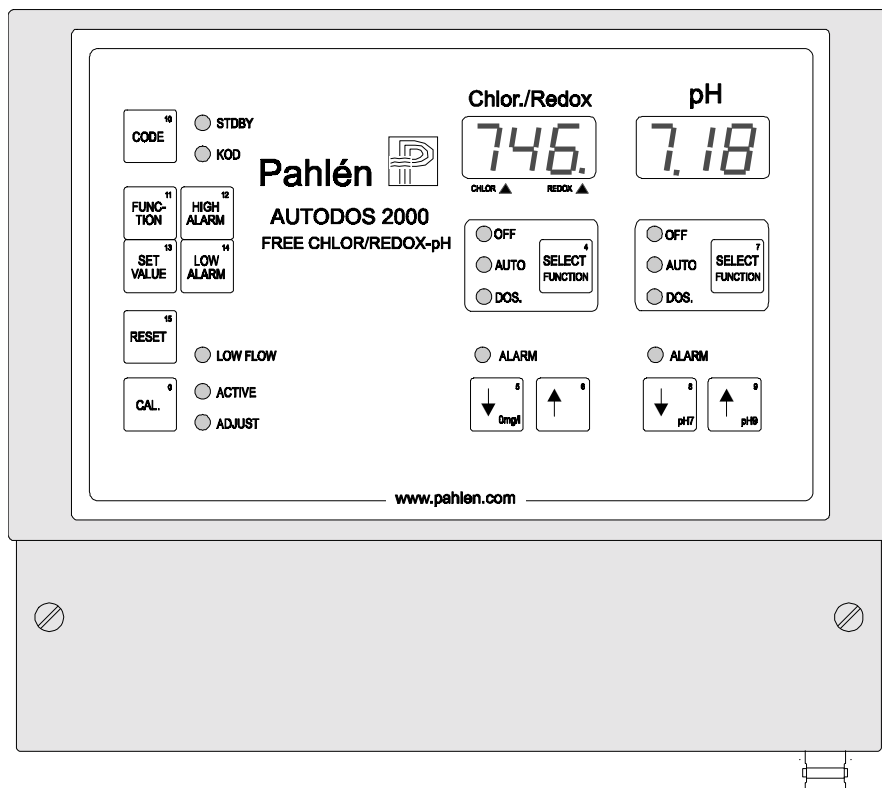 Chlor./Redox
pH
10
CODE
STDBY
KOD
746.
7.18
CHLOR
REDOX
Pahlén
AUTODOS 2000
FREE CHLOR/REDOX-pH
11
FUNC-
TION
12
HIGH
ALARM
13
SET
VALUE
14
LOW
ALARM
OFF
AUTO
DOS.
4
SELECT
FUNCTION
OFF
AUTO
DOS.
7
SELECT
FUNCTION
15
RESET
LOW FLOW
ALARM
ALARM
CAL.
ACTIVE
ADJUST
5
0mg/l
6
8
pH7
9
pH9
www.pahlen.com